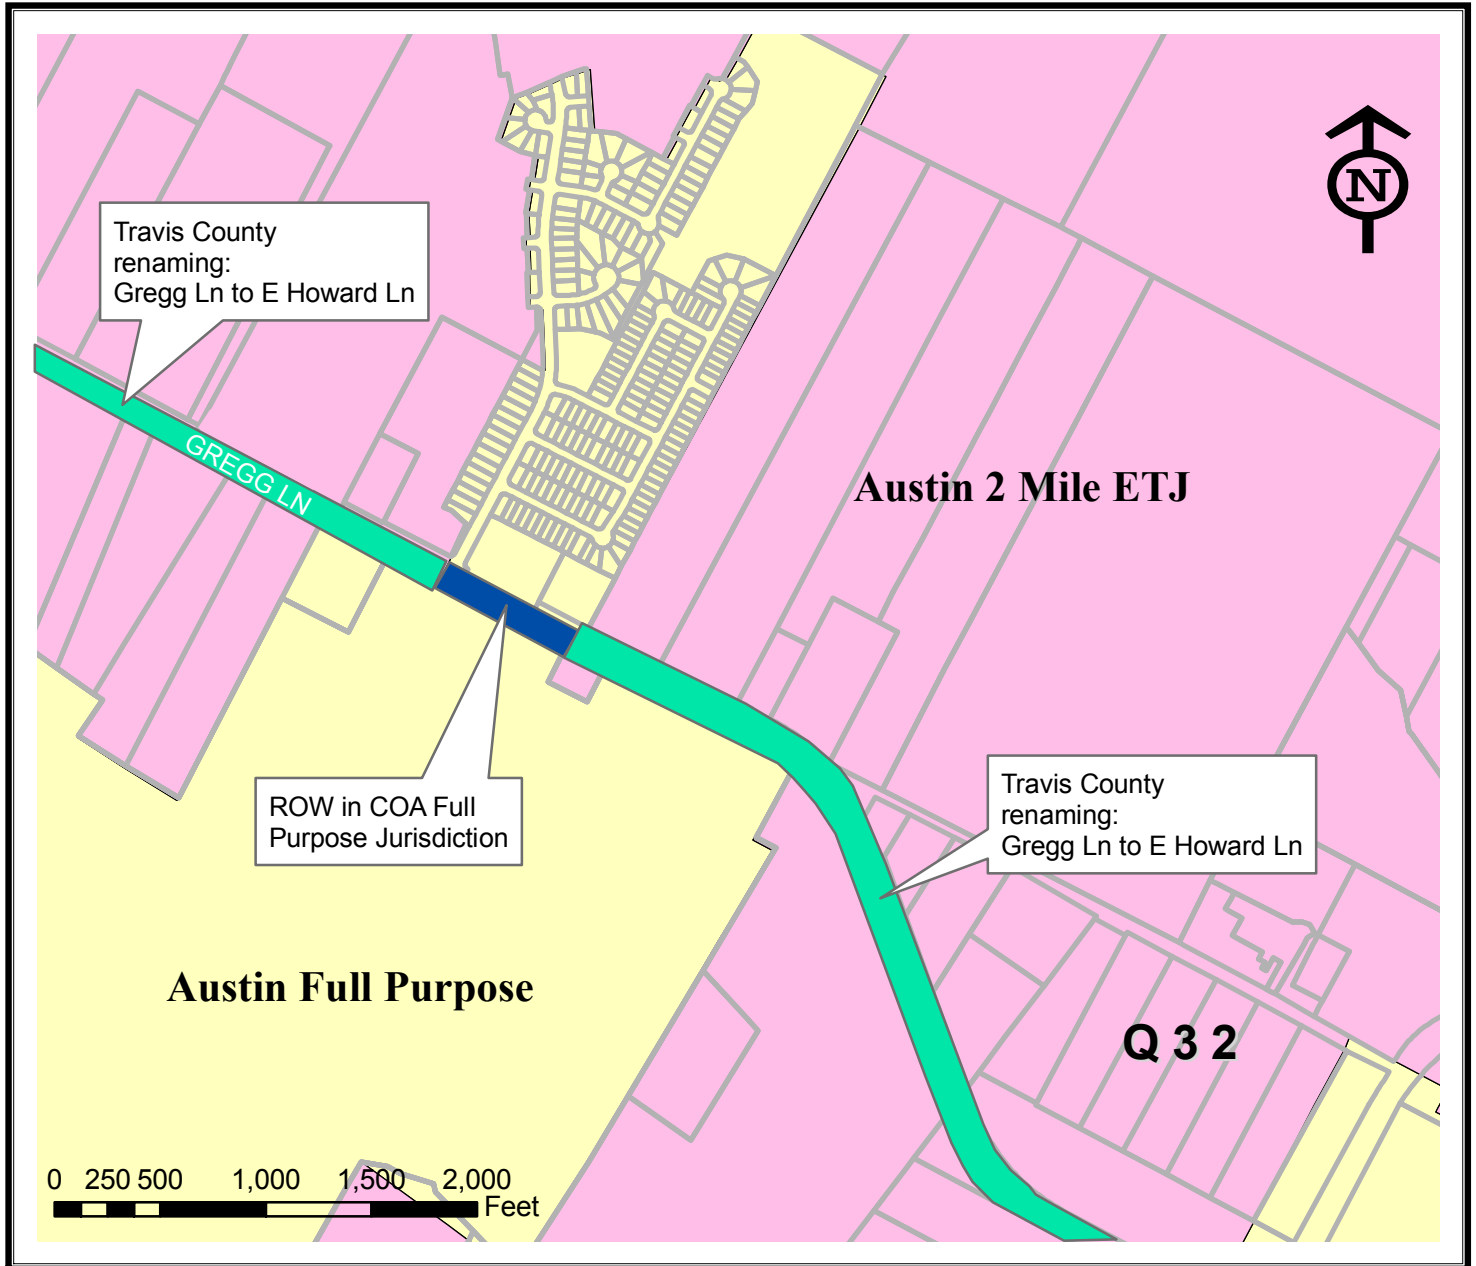 N
Travis County
renaming:
Gregg Ln to E Howard Ln
GREGG LN
Austin 2 Mile ETJ
ROW in COA Full
Purpose Jurisdiction
Travis County
renaming:
Gregg Ln to E Howard Ln
Austin Full Purpose
Q 3 2
0 250 500 1,000 1,500 2,000
Feet